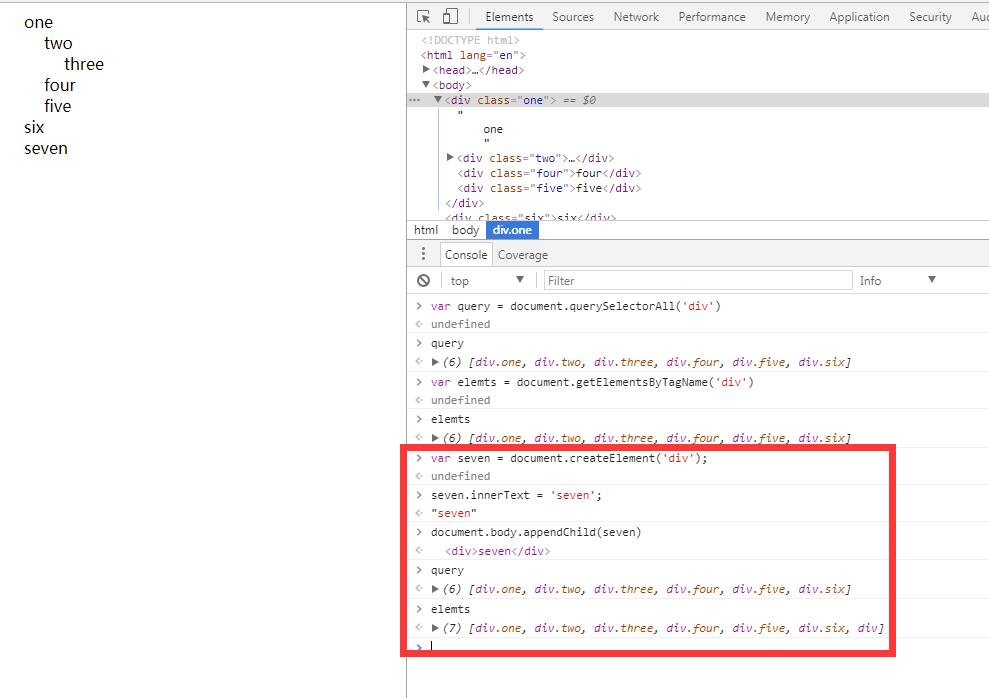 one
two
three
four
five
six
seven
Elements Sources Network Performance Memory Application Security Auc
<!DOCTYPE html>
<html lang="en">
▶<head>…</head>
▼<body>
••• ▼<div class="one"> == $0
"
one
"
▶<div class="two">…</div>
<div class="four">four</div>
<div class="five">five</div>
</div>
<div class="six">six</div>
html body div.one
Console Coverage
top ▼ Filter Info ▼
> var query = document.querySelectorAll('div')
< undefined
> query
< ▶(6) [div.one, div.two, div.three, div.four, div.five, div.six]
> var elemts = document.getElementsByTagName('div')
< undefined
> elemts
< ▶(6) [div.one, div.two, div.three, div.four, div.five, div.six]
> var seven = document.createElement('div');
< undefined
> seven.innerText = 'seven';
< "seven"
> document.body.appendChild(seven)
< <div>seven</div>
> query
< ▶(6) [div.one, div.two, div.three, div.four, div.five, div.six]
> elemts
< ▶(7) [div.one, div.two, div.three, div.four, div.five, div.six, div]
>